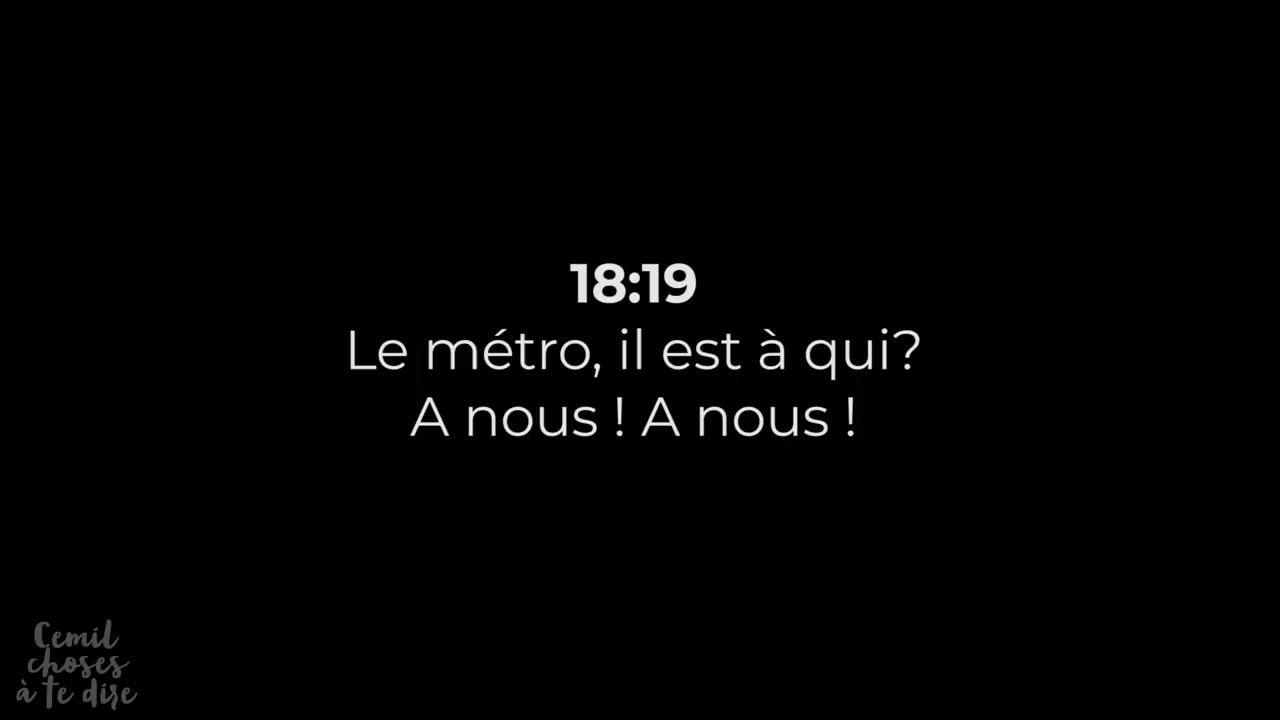 18:19
Le métro, il est à qui?
A nous ! A nous !
Cemil
choses
à te dire